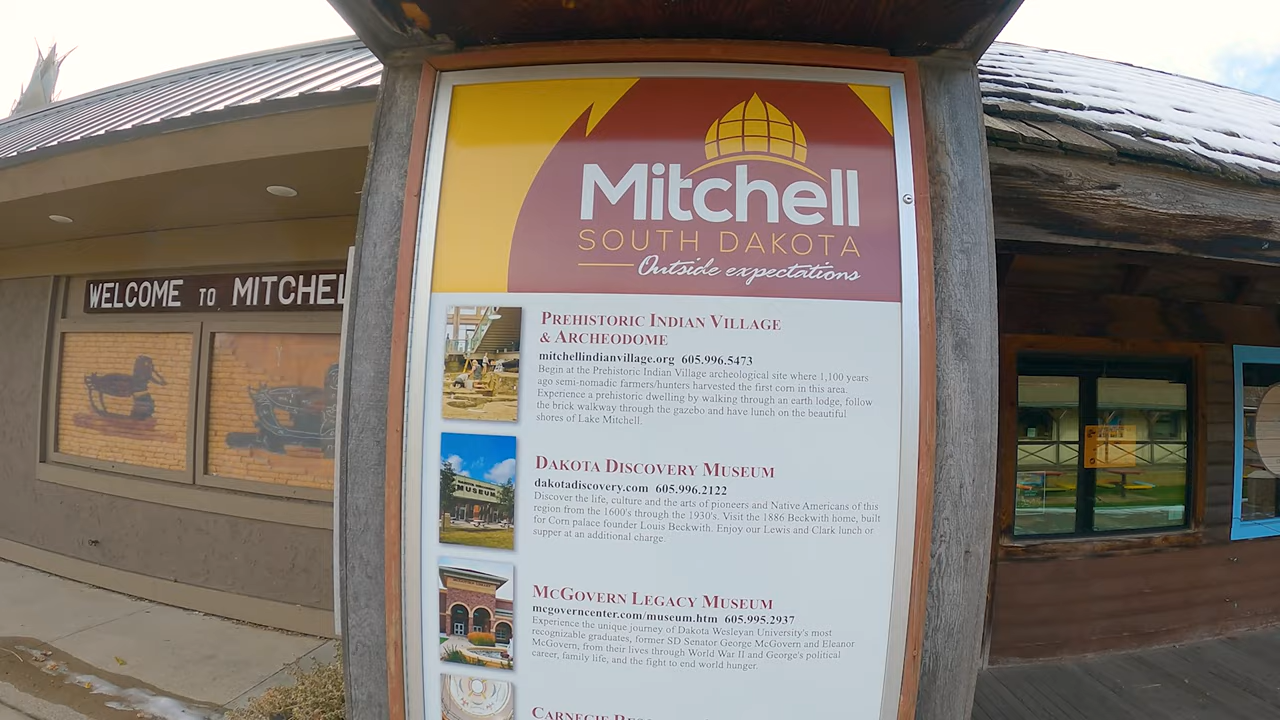 WELCOME TO MITCHEL
Mitchell
SOUTH DAKOTA
Outside expectations
PREHISTORIC INDIAN VILLAGE
& ARCHEODOME
mitchellindianvillage.org 605.996.5473
Begin at the Prehistoric Indian Village archeological site where 1,100 years
ago semi-nomadic farmers/hunters harvested the first corn in this area.
Experience a prehistoric dwelling by walking through an earth lodge, follow
the brick walkway through the gazebo and have lunch on the beautiful
shores of Lake Mitchell.
DAKOTA DISCOVERY MUSEUM
dakotadiscovery.com 605.996.2122
Discover the life, culture and the arts of pioneers and Native Americans of this
region from the 1600's through the 1930's. Visit the 1886 Beckwith home, built
for Corn palace founder Louis Beckwith. Enjoy our Lewis and Clark lunch or
supper at an additional charge.
MUSEUM
MCGOVERN LEGACY MUSEUM
mcgoverncenter.com/museum.htm 605.995.2937
Experience the unique journey of Dakota Wesleyan University's most
recognizable graduates, former SD Senator George McGovern and Eleanor
McGovern, from their lives through World War II and George's political
career, family life, and the fight to end world hunger.
CARNEGIE